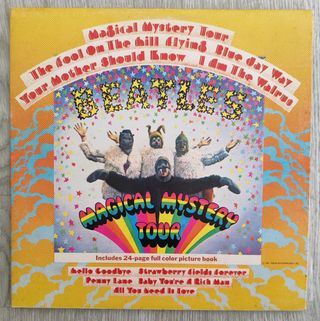 Magical Mystery Tour
The Fool On The Hill Flying Blue Jay Way
Your Mother Should Know I Am The Walrus
BEATLES
MAGICAL MYSTERY
TOUR
Includes 24-page full color picture book
Hello Goodbye Strawberry Fields Forever
Penny Lane Baby You're A Rich Man
All You Need Is Love